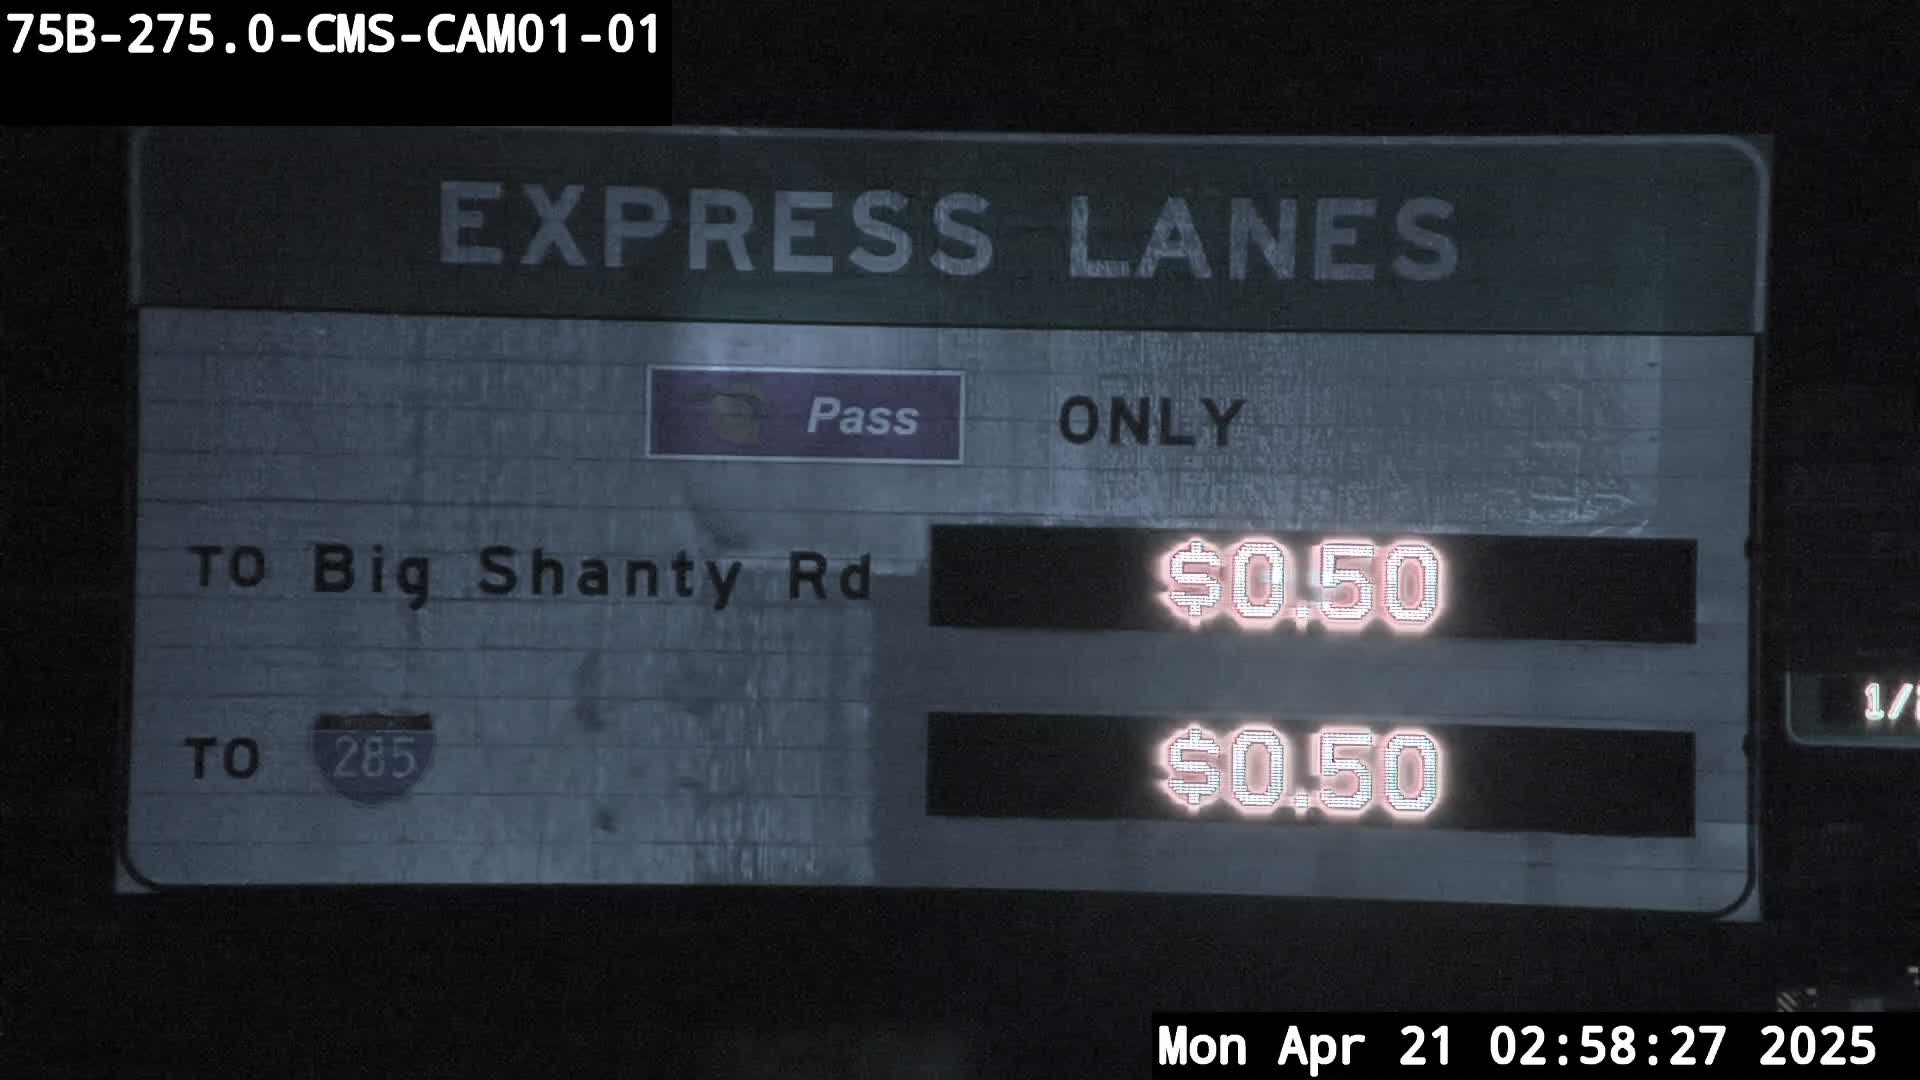 75B-275.0-CMS-CAM01-01
EXPRESS LANES
Pass ONLY
TO Big Shanty Rd $0.50
TO 285 $0.50
1/
Mon Apr 21 02:58:27 2025